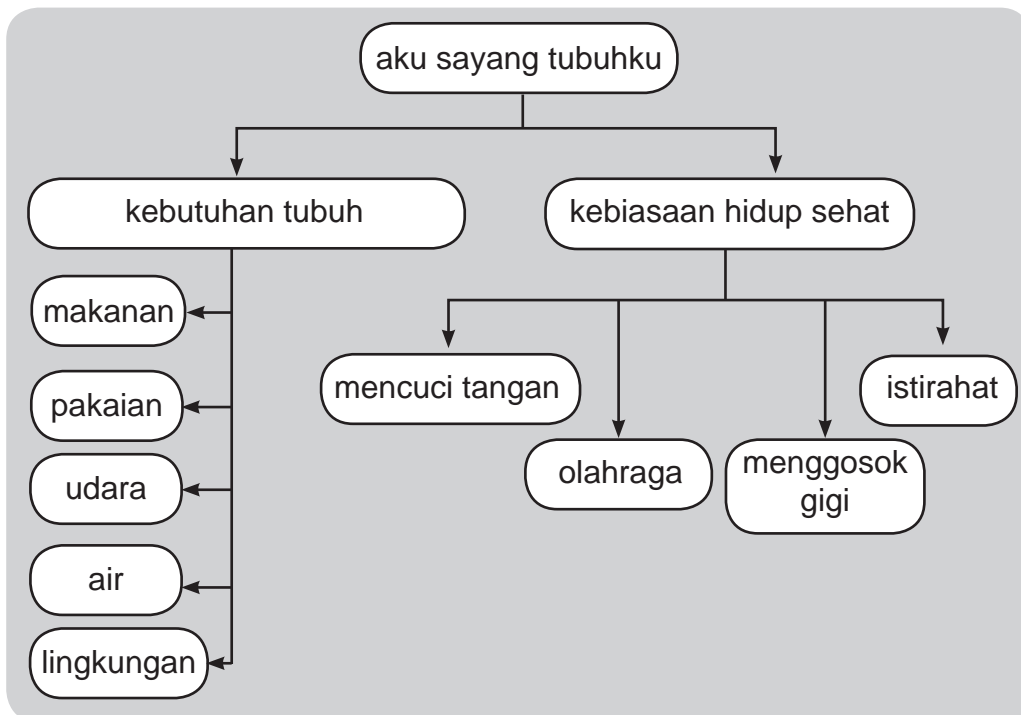 aku sayang tubuhku
kebutuhan tubuh
kebiasaan hidup sehat
makanan
pakaian
udara
air
lingkungan
mencuci tangan
olahraga
menggosok
gigi
istirahat